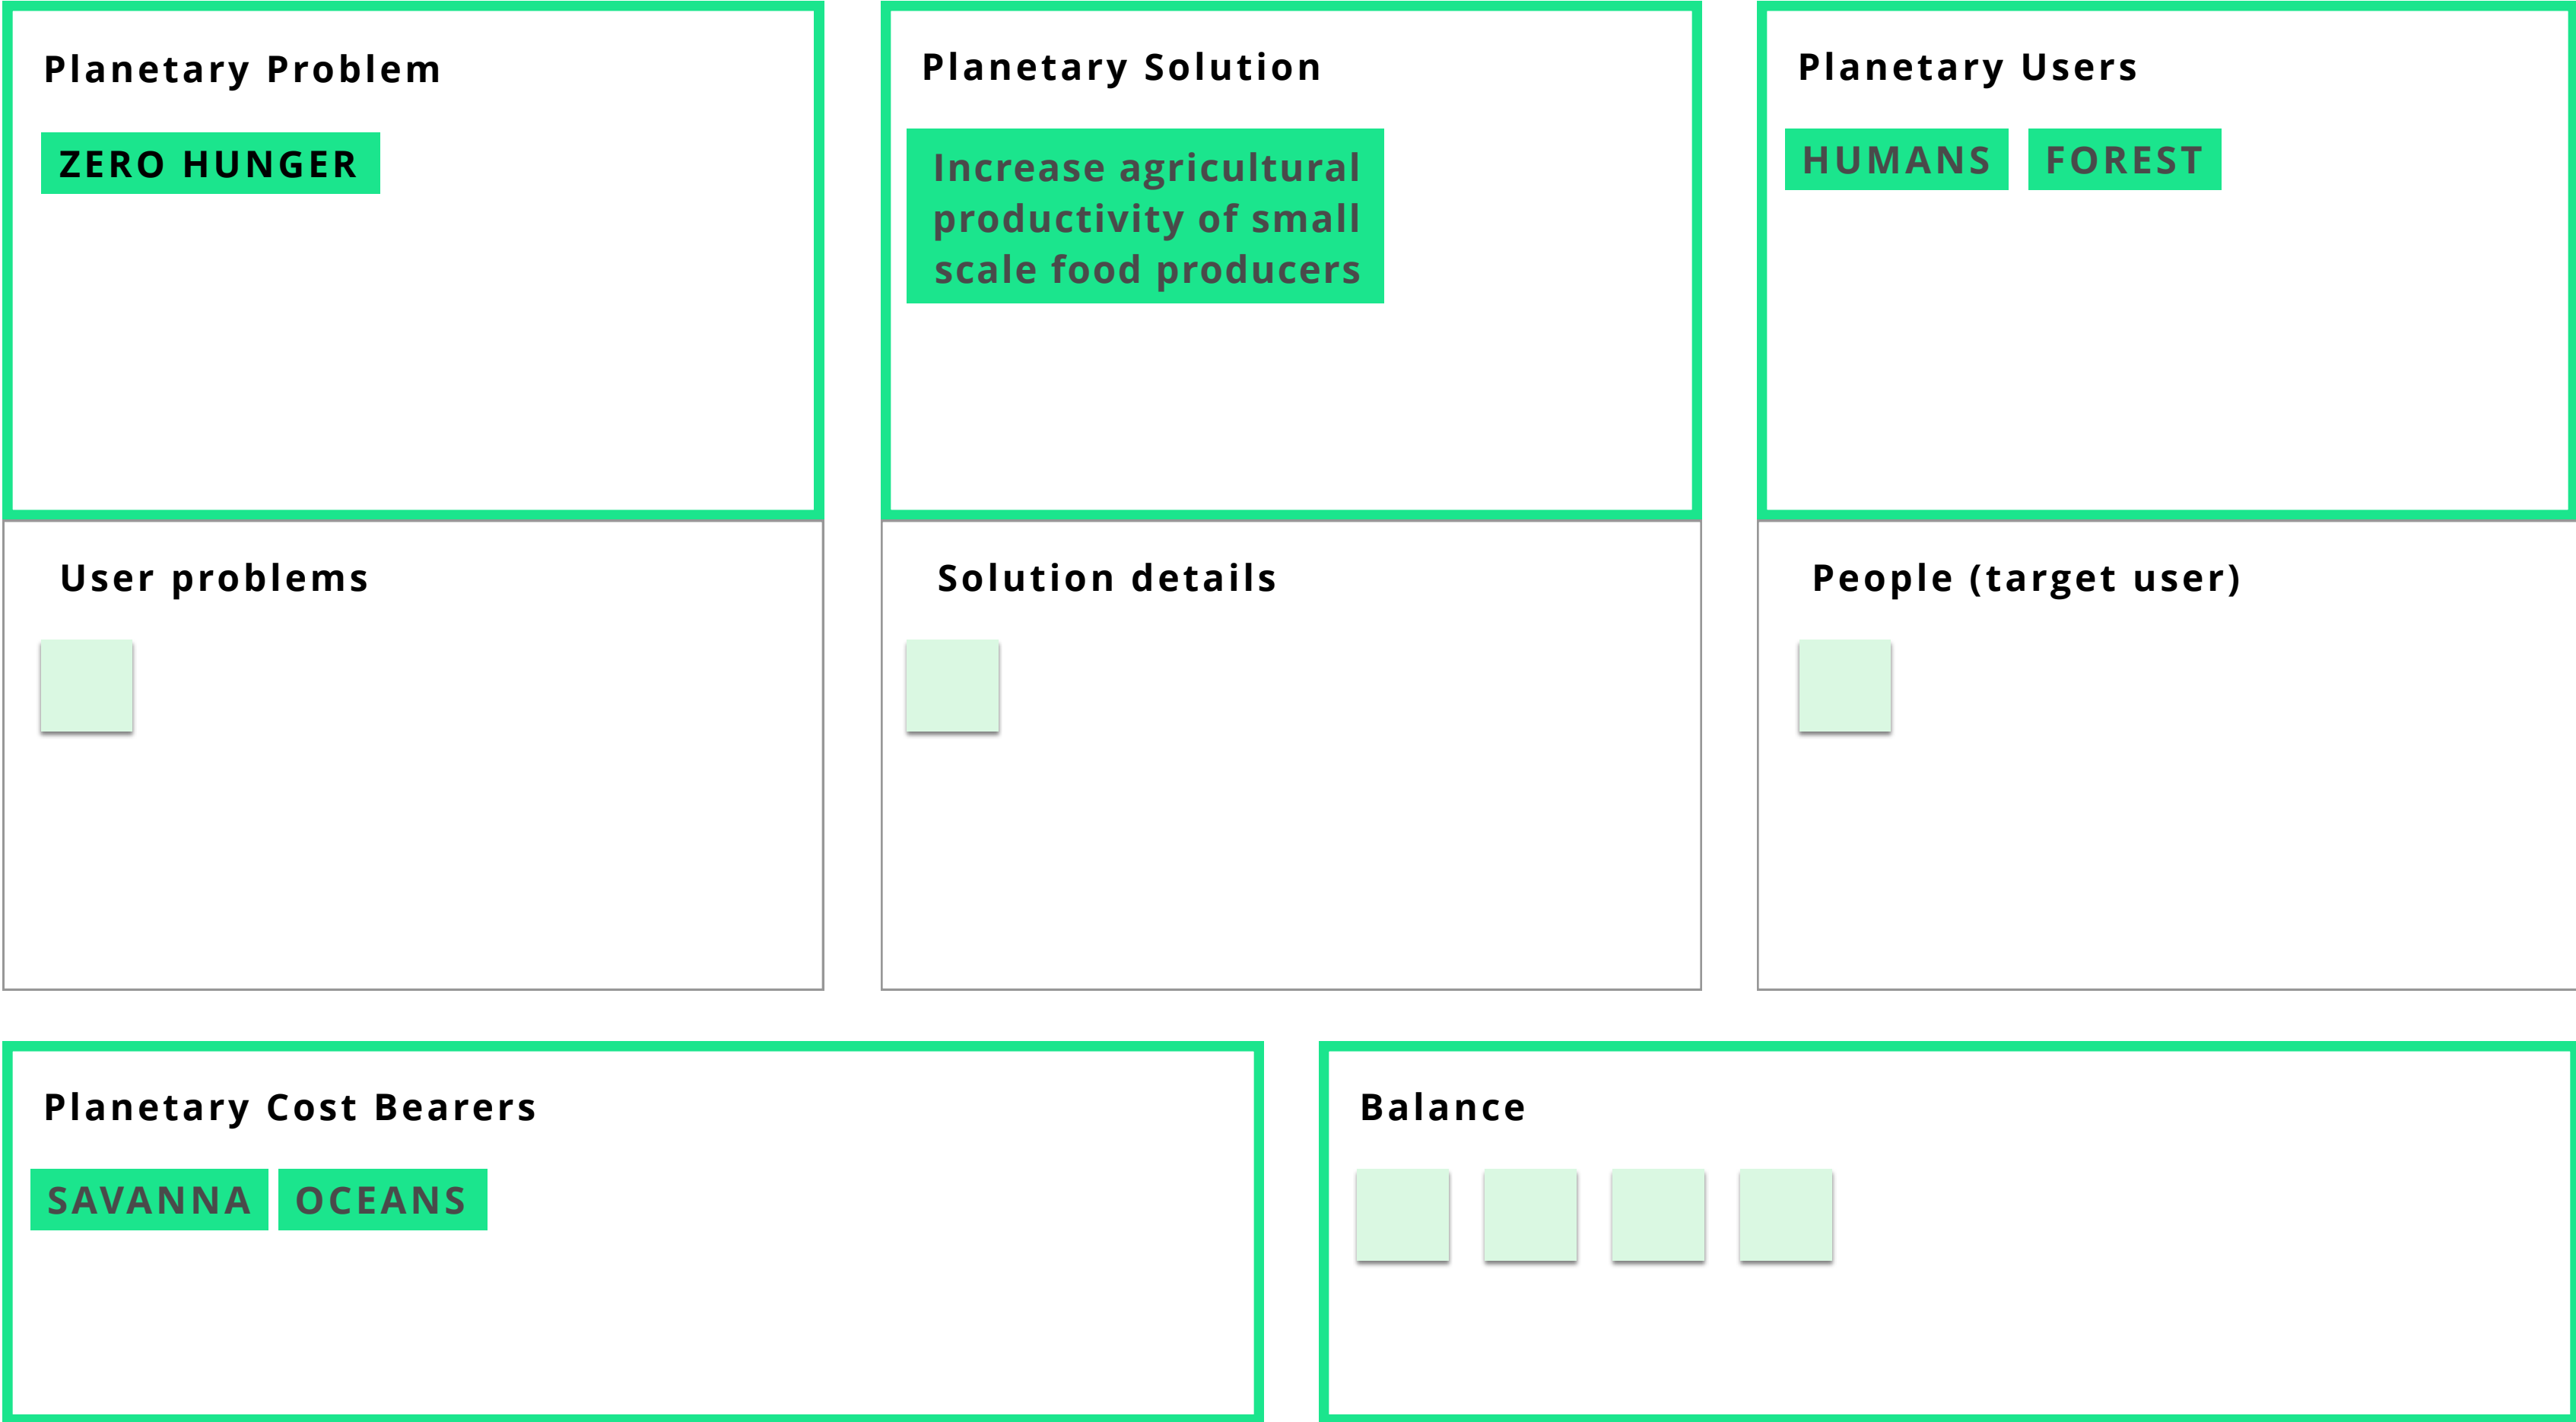 Planetary Problem
ZERO HUNGER
Planetary Solution
Increase agricultural
productivity of small
scale food producers
Planetary Users
HUMANS
FOREST
User problems
Solution details
People (target user)
Planetary Cost Bearers
SAVANNA
OCEANS
Balance